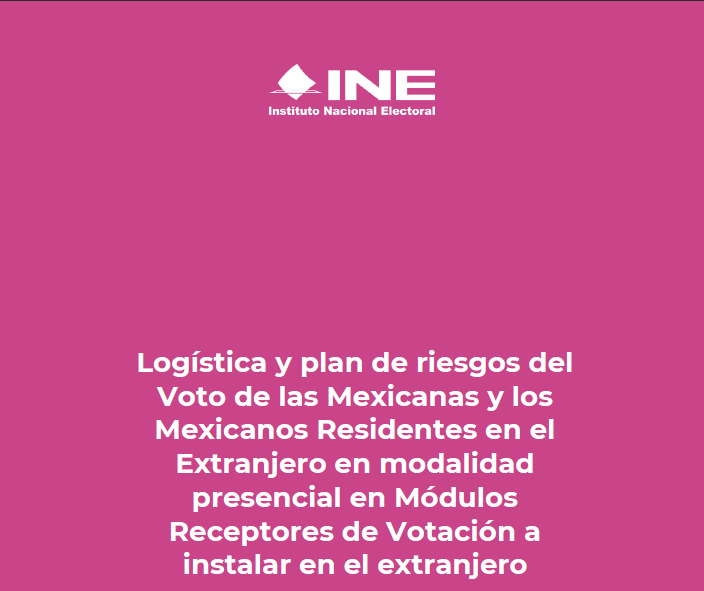 INE
Instituto Nacional Electoral
Logística y plan de riesgos del
Voto de las Mexicanas y los
Mexicanos Residentes en el
Extranjero en modalidad
presencial en Módulos
Receptores de Votación a
instalar en el extranjero